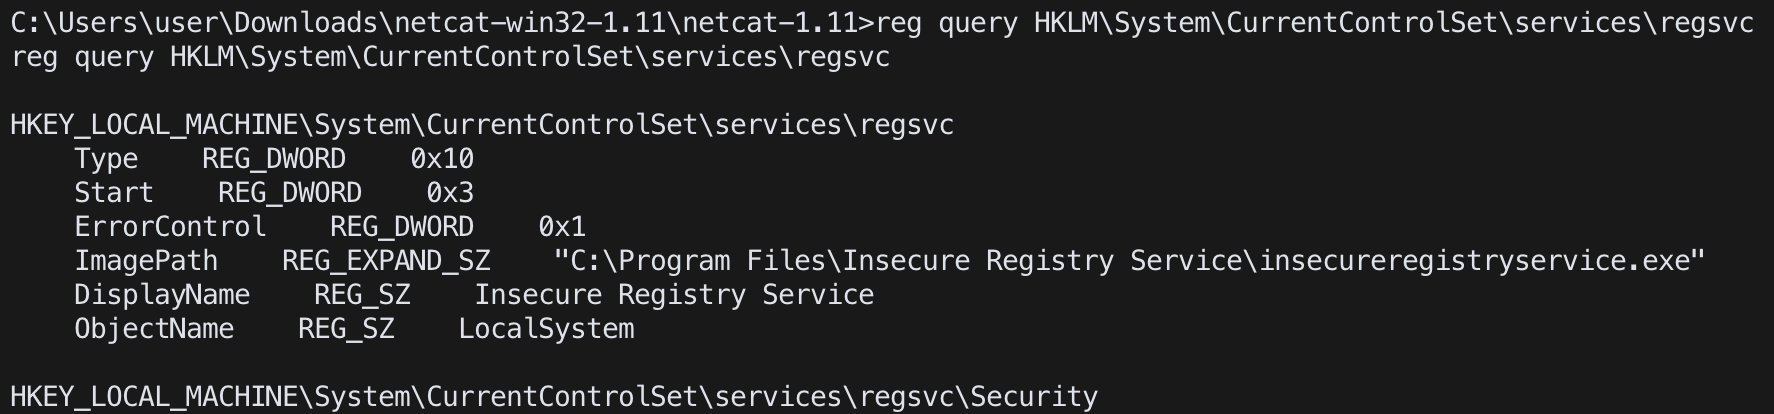 C:\Users\user\Downloads\netcat-win32-1.11\netcat-1.11>reg query HKLM\System\CurrentControlSet\services\regsvc
reg query HKLM\System\CurrentControlSet\services\regsvc
HKEY_LOCAL_MACHINE\System\CurrentControlSet\services\regsvc
Type    REG_DWORD    0x10
Start    REG_DWORD    0x3
ErrorControl    REG_DWORD    0x1
ImagePath    REG_EXPAND_SZ    "C:\Program Files\Insecure Registry Service\insecureregistryservice.exe"
DisplayName    REG_SZ    Insecure Registry Service
ObjectName    REG_SZ    LocalSystem
HKEY_LOCAL_MACHINE\System\CurrentControlSet\services\regsvc\Security